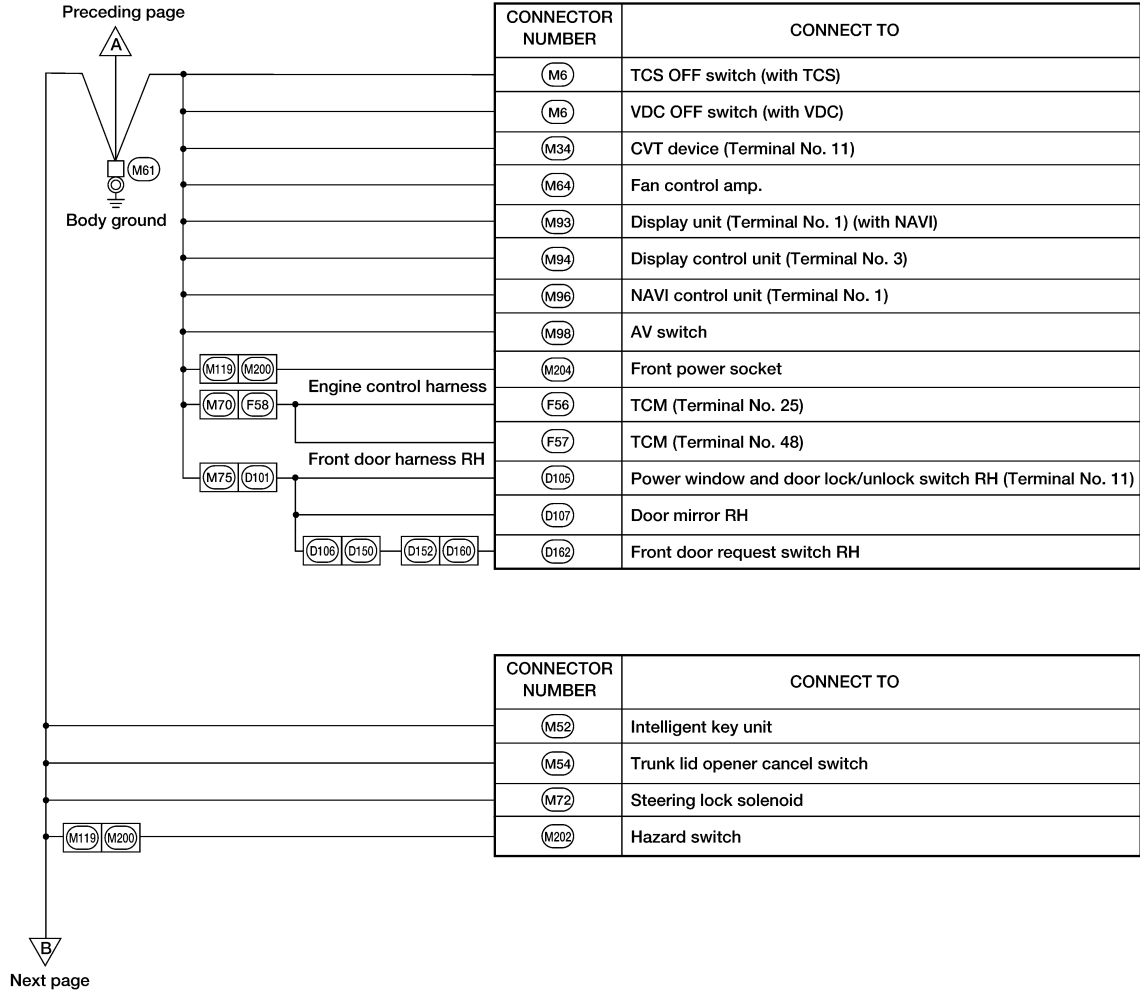 Preceding page
A
M61
Body ground
CONNECTOR NUMBER CONNECT TO
M6 TCS OFF switch (with TCS)
M6 VDC OFF switch (with VDC)
M34 CVT device (Terminal No. 11)
M64 Fan control amp.
M93 Display unit (Terminal No. 1) (with NAVI)
M94 Display control unit (Terminal No. 3)
M96 NAVI control unit (Terminal No. 1)
M98 AV switch
M119 M200 M204 Front power socket
Engine control harness
M70 F58 F56 TCM (Terminal No. 25)
F57 TCM (Terminal No. 48)
Front door harness RH
M75 D101 D105 Power window and door lock/unlock switch RH (Terminal No. 11)
D107 Door mirror RH
D106 D150 D152 D160 D162 Front door request switch RH
CONNECTOR NUMBER CONNECT TO
M52 Intelligent key unit
M54 Trunk lid opener cancel switch
M72 Steering lock solenoid
M119 M200 M202 Hazard switch
B
Next page